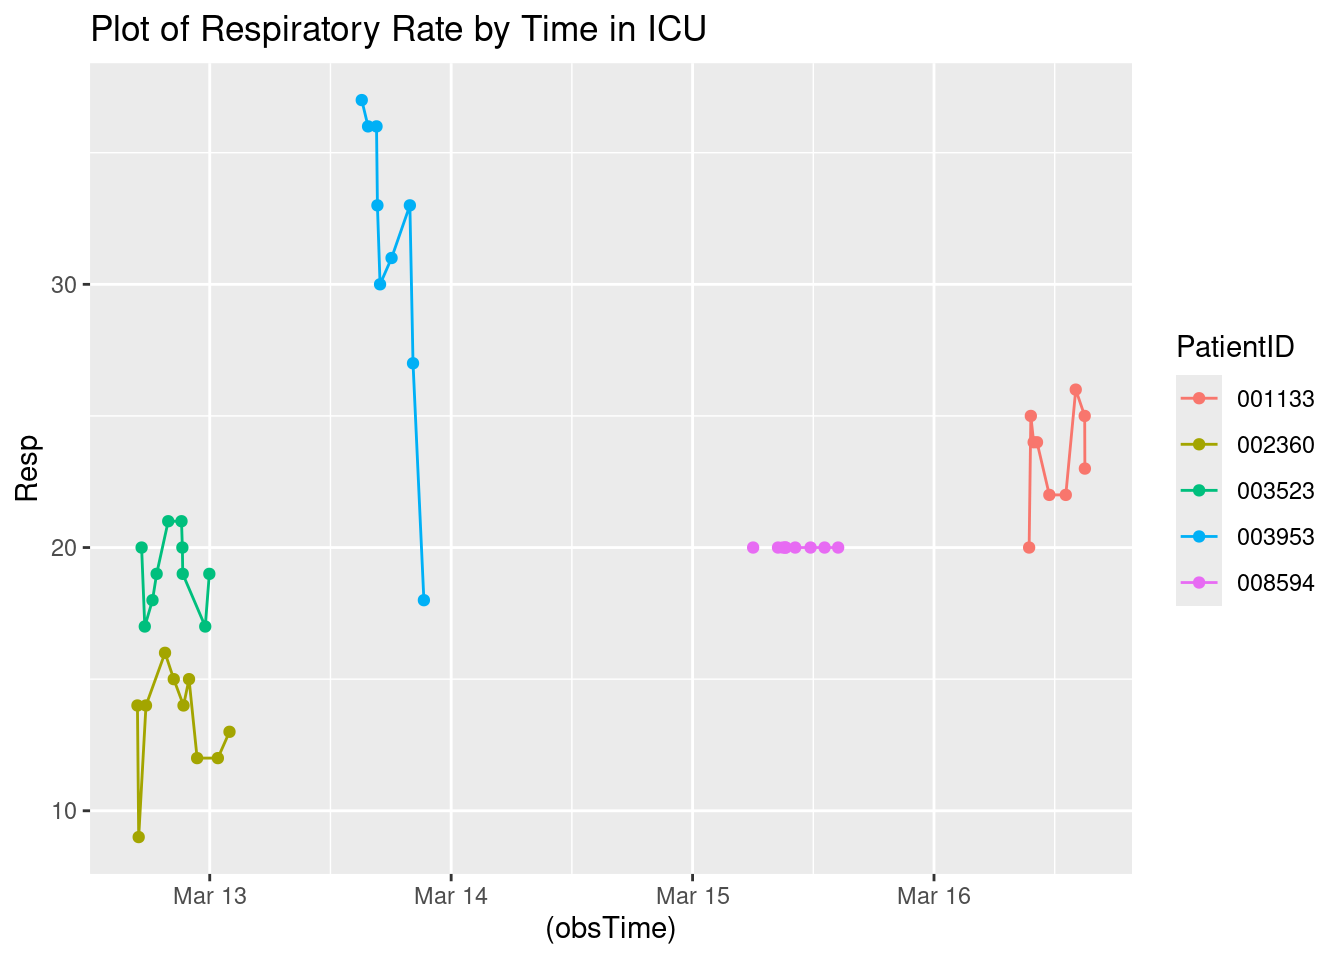 Plot of Respiratory Rate by Time in ICU
Resp
30
20
10
Mar 13
Mar 14
Mar 15
Mar 16
(obsTime)
PatientID
001133
002360
003523
003953
008594